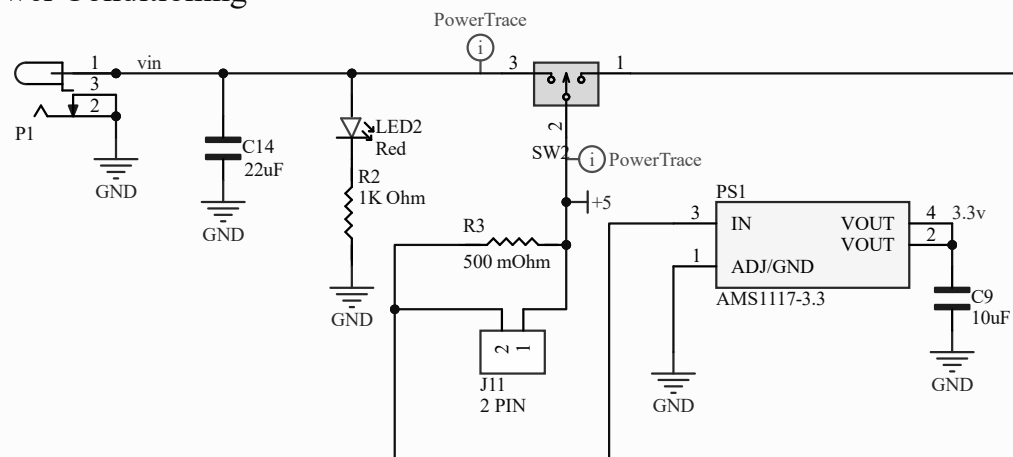 PowerTrace
i
1
vin
3
1
3
2
P1
GND
C14
22uF
GND
LED2
Red
R2
1K Ohm
GND
2
SW2
i
PowerTrace
+5
R3
500 mOhm
2
1
J11
2 PIN
PS1
3
IN
VOUT
4
3.3v
VOUT
2
1
ADJ/GND
AMS1117-3.3
GND
C9
10uF
GND